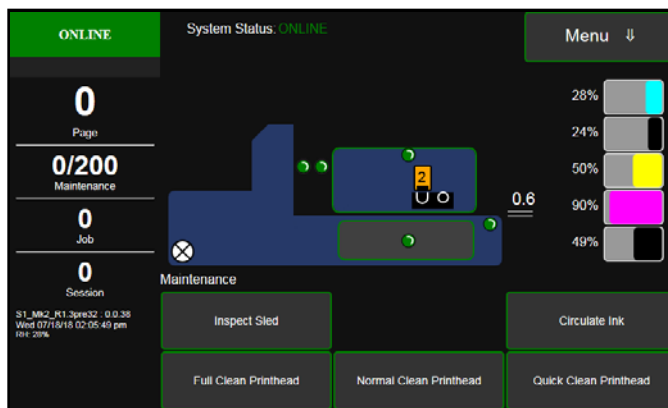 ONLINE
System Status: ONLINE
Menu ⇓
0
Page
0/200
Maintenance
0
Job
0
Session
S1_Mk2_R1.3pre32 : 0.0.38
Wed 07/18/18 02:05:49 pm
RH: 28%
2
0.6
28%
24%
50%
90%
49%
Maintenance
Inspect Sled
Circulate Ink
Full Clean Printhead
Normal Clean Printhead
Quick Clean Printhead